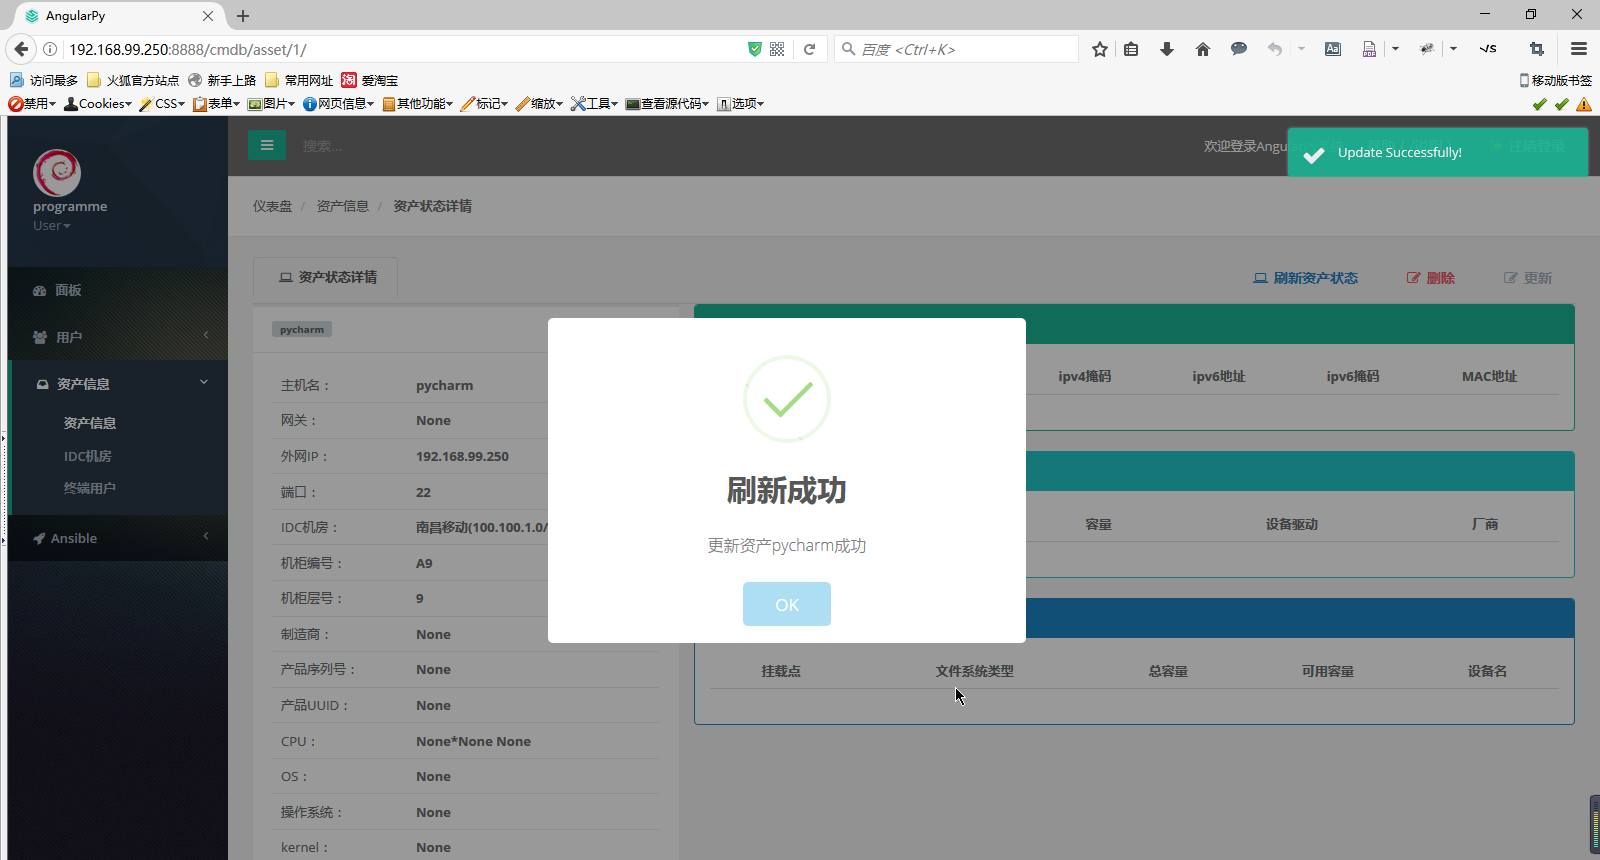 AngularPy
192.168.99.250:8888/cmdb/asset/1/
百度 <Ctrl+K>
访问最多 火狐官方站点 新手上路 常用网址 淘 爱淘宝 移动版书签
禁用 Cookies CSS 表单 图片 网页信息 其他功能 标记 缩放 工具 查看源代码 选项
搜索...
欢迎登录Angu
Update Successfully!
注销登录
programme
User
仪表盘 / 资产信息 / 资产状态详情
面板
用户
资产信息
资产信息
IDC机房
终端用户
Ansible
资产状态详情
刷新资产状态 删除 更新
pycharm
主机名： pycharm
网关： None
外网IP： 192.168.99.250
端口： 22
IDC机房： 南昌移动(100.100.1.0/
机柜编号： A9
机柜层号： 9
制造商： None
产品序列号： None
产品UUID： None
CPU： None*None None
OS： None
操作系统： None
kernel： None
刷新成功
更新资产pycharm成功
OK
ipv4掩码 ipv6地址 ipv6掩码 MAC地址
容量 设备驱动 厂商
挂载点 文件系统类型 总容量 可用容量 设备名